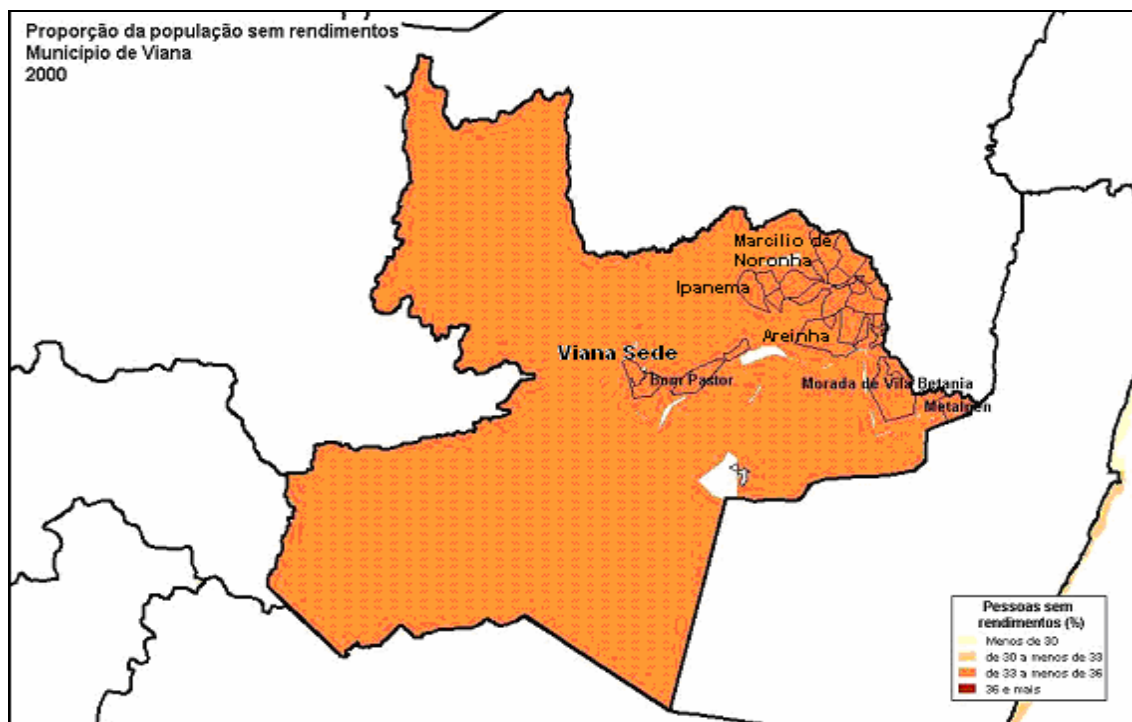 Proporção da população sem rendimentos
Município de Viana
2000
Marcilio de
Noronha
Ipanema
Areinha
Viana Sede
Bom Pastor
Morada de Vila Betania
Metalpen
Pessoas sem
rendimentos (%)
Menos de 30
de 30 a menos de 33
de 33 a menos de 36
36 e mais